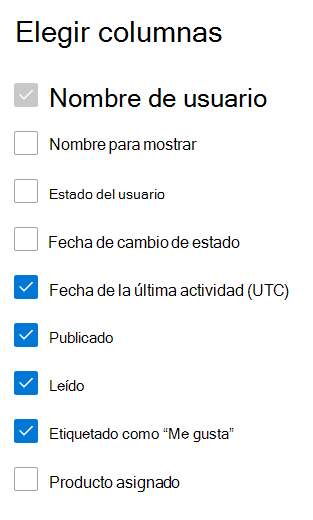 Elegir columnas
Nombre de usuario
Nombre para mostrar
Estado del usuario
Fecha de cambio de estado
Fecha de la última actividad (UTC)
Publicado
Leído
Etiquetado como “Me gusta”
Producto asignado